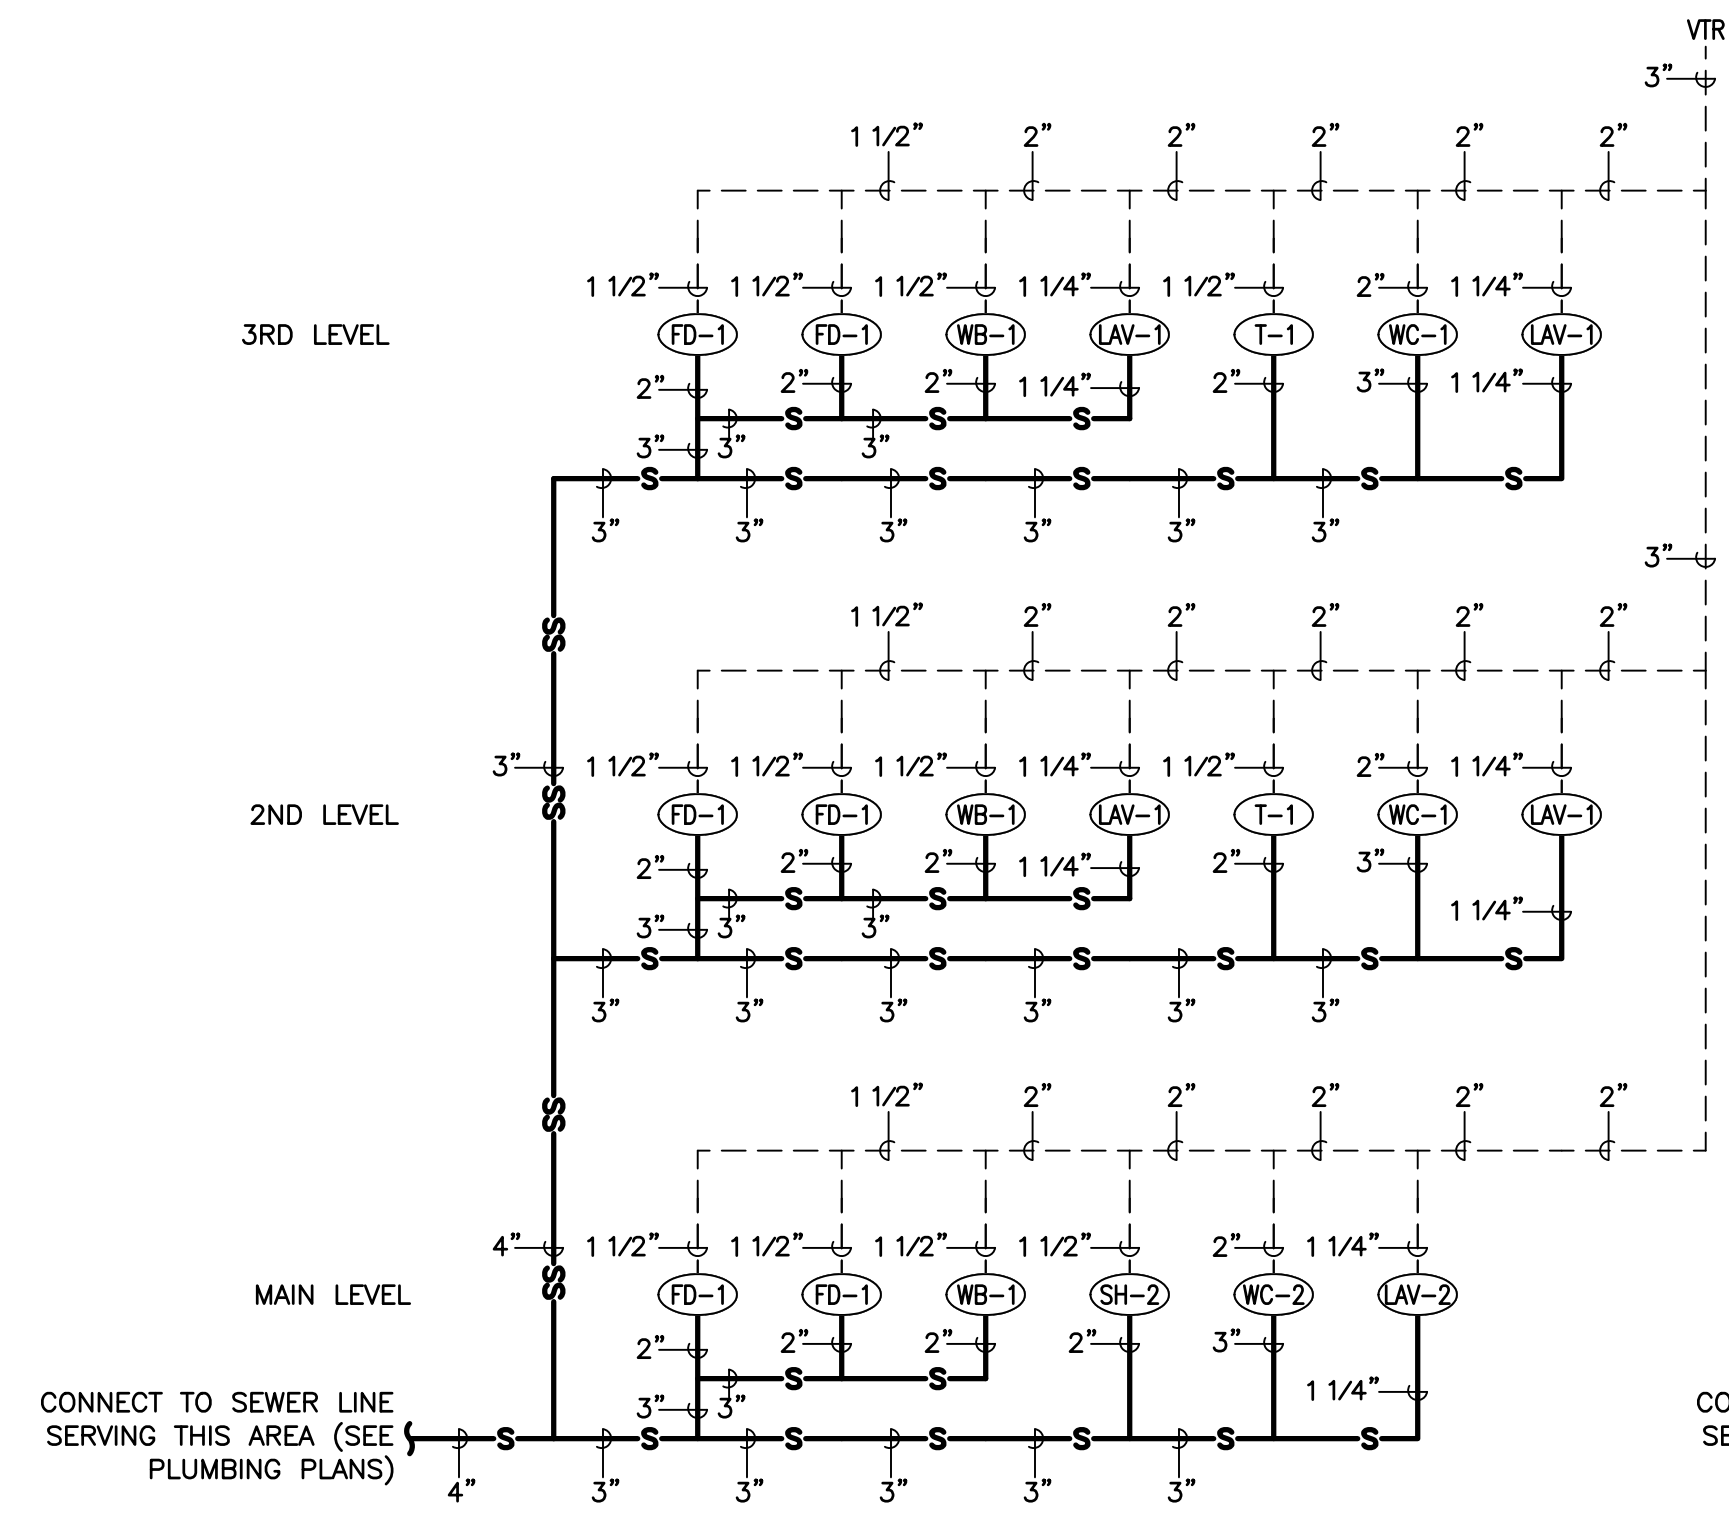 VTR
3”
1 1/2” 2” 2” 2” 2” 2”
1 1/2” 1 1/2” 1 1/2” 1 1/4” 1 1/2” 2” 1 1/4”
3RD LEVEL FD-1 FD-1 WB-1 LAV-1 T-1 WC-1 LAV-1
2” 2” 2” 1 1/4” 2” 3” 1 1/4”
S S S
3” 3” 3”
S S S S S S S
3” 3” 3” 3” 3” 3”
3”
1 1/2” 2” 2” 2” 2” 2”
SS
3” 1 1/2” 1 1/2” 1 1/2” 1 1/4” 1 1/2” 2” 1 1/4”
SS
2ND LEVEL FD-1 FD-1 WB-1 LAV-1 T-1 WC-1 LAV-1
2” 2” 2” 1 1/4” 2” 3”
S S S
1 1/4”
3” 3” 3”
S S S S S S S
3” 3” 3” 3” 3” 3”
1 1/2” 2” 2” 2” 2” 2”
SS
4” 1 1/2” 1 1/2” 1 1/2” 1 1/2” 2” 1 1/4”
SS
MAIN LEVEL FD-1 FD-1 WB-1 SH-2 WC-2 LAV-2
2” 2” 2” 2” 3”
S S
1 1/4”
3” 3”
CONNECT TO SEWER LINE
SERVING THIS AREA (SEE
PLUMBING PLANS)
S S S S S S S
4” 3” 3” 3” 3” 3”
CO
SE